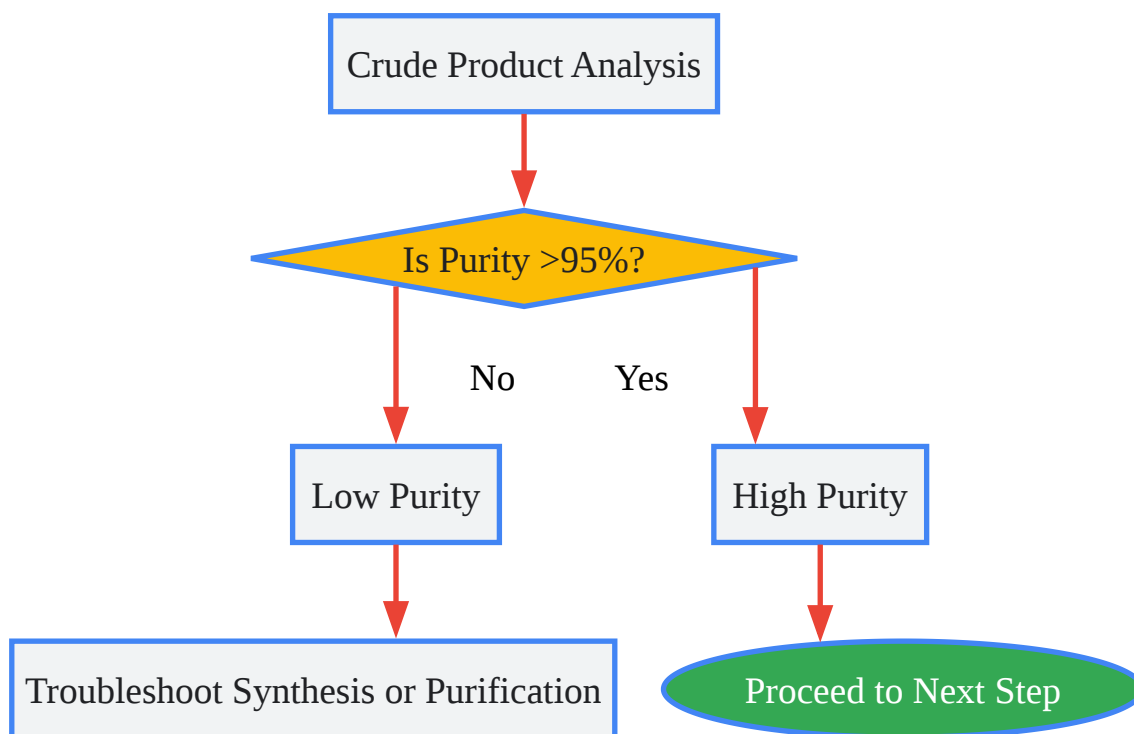 Crude Product Analysis
Is Purity >95%?
No
Yes
Low Purity
High Purity
Troubleshoot Synthesis or Purification
Proceed to Next Step